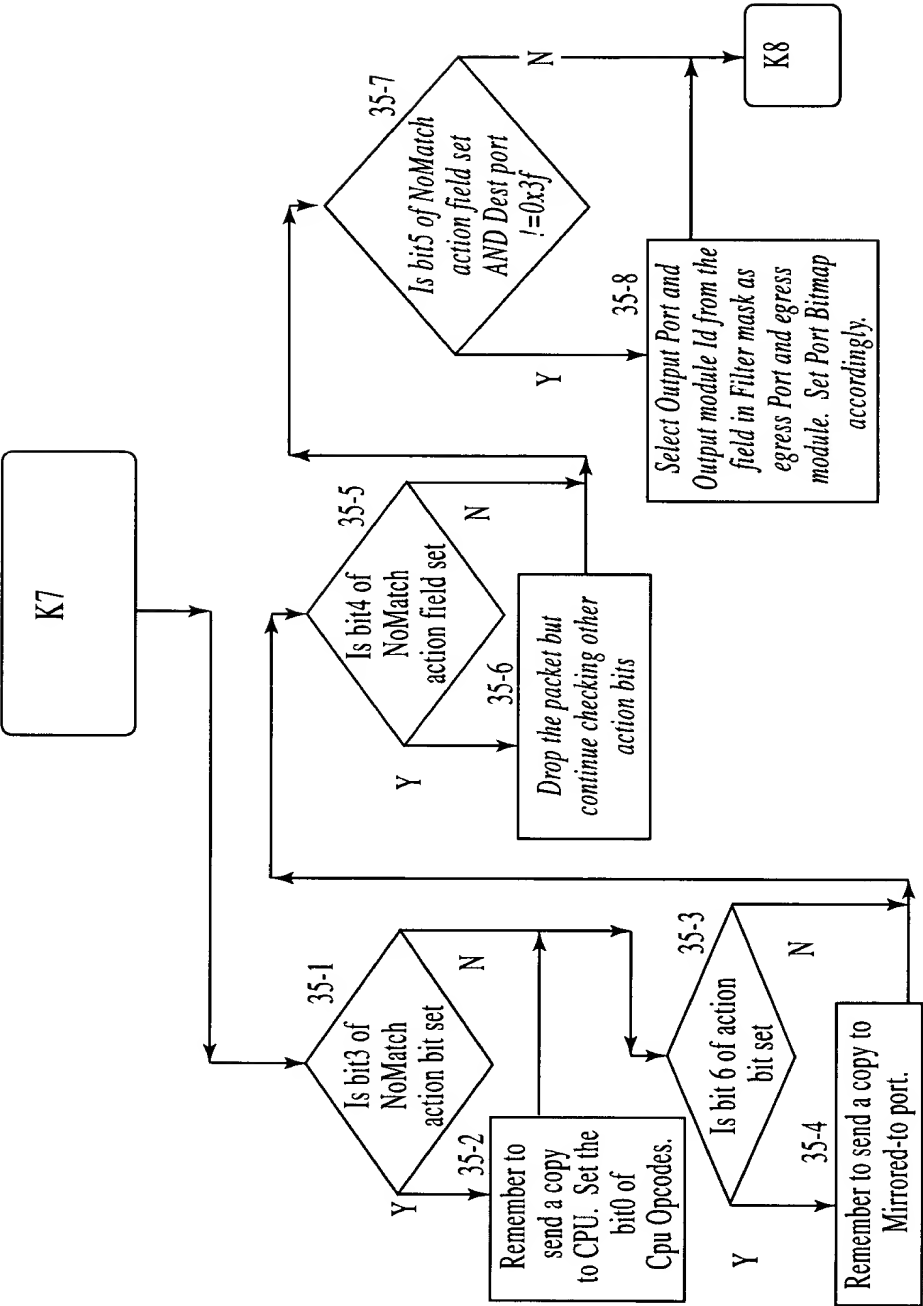 K7
35-1
Is bit3 of
NoMatch
action bit set
Y
N
35-2
Remember to
send a copy
to CPU. Set the
bit0 of
Cpu Opcodes.
35-3
Is bit 6 of action
bit set
Y
N
35-4
Remember to send a copy to
Mirrored-to port.
35-5
Is bit4 of
NoMatch
action field set
Y
N
35-6
Drop the packet but
continue checking other
action bits
35-7
Is bit5 of NoMatch
action field set
AND Dest port
!=0x3f
Y
N
35-8
Select Output Port and
Output module Id from the
field in Filter mask as
egress Port and egress
module. Set Port Bitmap
accordingly.
K8